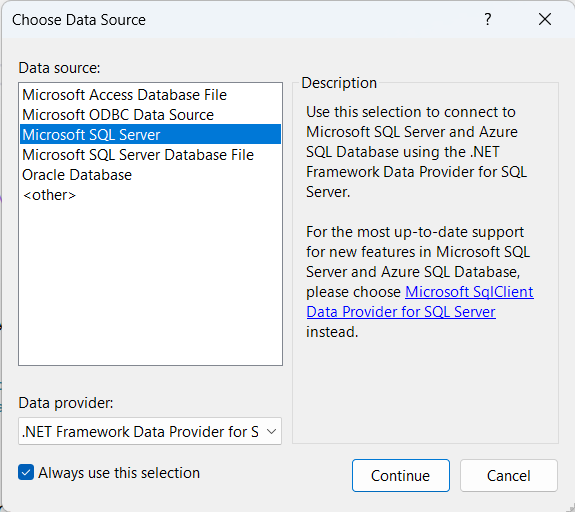 Choose Data Source
?
Data source:
Microsoft Access Database File
Microsoft ODBC Data Source
Microsoft SQL Server
Microsoft SQL Server Database File
Oracle Database
<other>
Description
Use this selection to connect to
Microsoft SQL Server and Azure
SQL Database using the .NET
Framework Data Provider for SQL
Server.
For the most up-to-date support
for new features in Microsoft SQL
Server and Azure SQL Database,
please choose Microsoft SqlClient
Data Provider for SQL Server
instead.
Data provider:
.NET Framework Data Provider for S
Always use this selection
Continue
Cancel